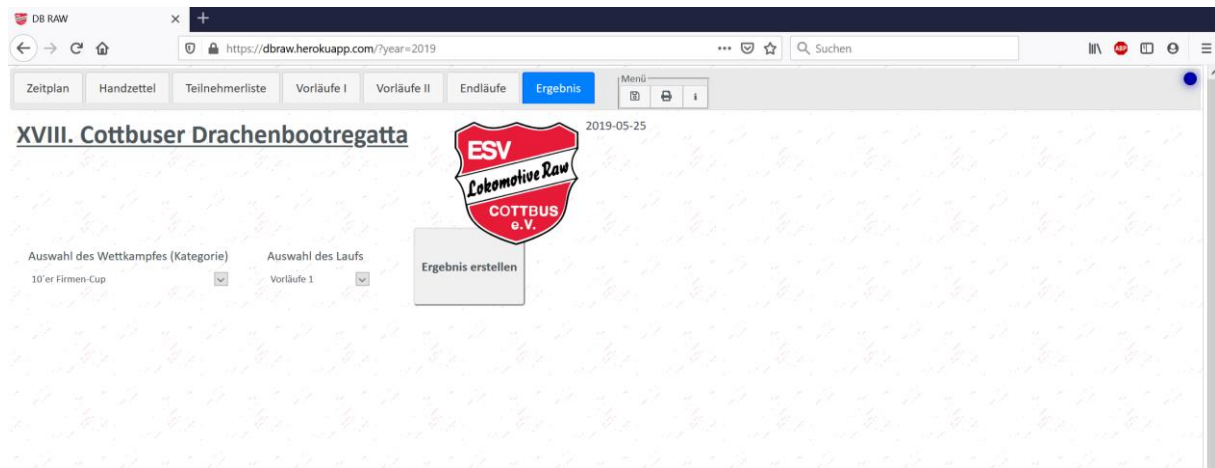 DB RAW
https://dbraw.herokuapp.com/?year=2019
Suchen
ABP
Zeitplan Handzettel Teilnehmerliste Vorläufe I Vorläufe II Endläufe Ergebnis
Menü
i
XVIII. Cottbuser Drachenbootregatta
2019-05-25
ESV
Lokomotive Raw
COTTBUS
e.V.
Auswahl des Wettkampfes (Kategorie) Auswahl des Laufs
10´er Firmen-Cup Vorläufe 1
Ergebnis erstellen